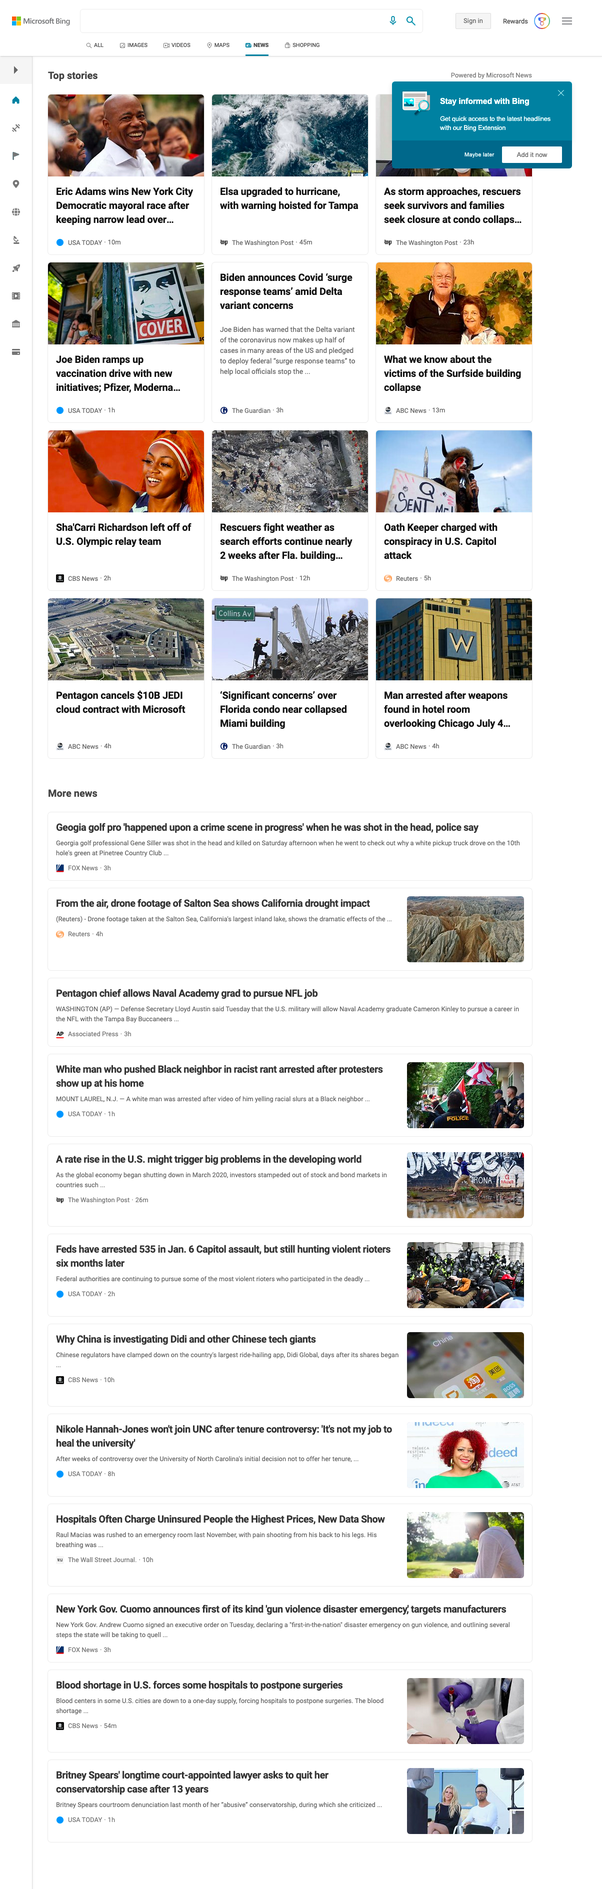 Microsoft Bing
Sign in
Rewards
ALL
IMAGES
VIDEOS
MAPS
NEWS
SHOPPING
Top stories
Powered by Microsoft News
Stay informed with Bing
Get quick access to the latest headlines
with our Bing Extension
Maybe later
Add it now
Eric Adams wins New York City
Democratic mayoral race after
keeping narrow lead over...
USA TODAY · 10m
Elsa upgraded to hurricane,
with warning hoisted for Tampa
The Washington Post · 45m
As storm approaches, rescuers
seek survivors and families
seek closure at condo collaps...
The Washington Post · 23h
COVER
Joe Biden ramps up
vaccination drive with new
initiatives; Pfizer, Moderna...
USA TODAY · 1h
Biden announces Covid ‘surge
response teams’ amid Delta
variant concerns
Joe Biden has warned that the Delta variant
of the coronavirus now makes up half of
cases in many areas of the US and pledged
to deploy federal “surge response teams” to
help local officials stop the ...
The Guardian · 3h
What we know about the
victims of the Surfside building
collapse
ABC News · 13m
Sha'Carri Richardson left off of
U.S. Olympic relay team
CBS News · 2h
Rescuers fight weather as
search efforts continue nearly
2 weeks after Fla. building...
The Washington Post · 12h
Q
SENT ME!
Oath Keeper charged with
conspiracy in U.S. Capitol
attack
Reuters · 5h
Pentagon cancels $10B JEDI
cloud contract with Microsoft
ABC News · 4h
Collins Av
‘Significant concerns’ over
Florida condo near collapsed
Miami building
The Guardian · 3h
W
Man arrested after weapons
found in hotel room
overlooking Chicago July 4...
ABC News · 4h
More news
Geogia golf pro 'happened upon a crime scene in progress' when he was shot in the head, police say
Georgia golf professional Gene Siller was shot in the head and killed on Saturday afternoon when he went to check out why a white pickup truck drove on the 10th
hole's green at Pinetree Country Club ...
FOX News · 3h
From the air, drone footage of Salton Sea shows California drought impact
(Reuters) - Drone footage taken at the Salton Sea, California's largest inland lake, shows the dramatic effects of the ...
Reuters · 4h
Pentagon chief allows Naval Academy grad to pursue NFL job
WASHINGTON (AP) — Defense Secretary Lloyd Austin said Tuesday that the U.S. military will allow Naval Academy graduate Cameron Kinley to pursue a career in
the NFL with the Tampa Bay Buccaneers ...
AP Associated Press · 3h
White man who pushed Black neighbor in racist rant arrested after protesters
show up at his home
MOUNT LAUREL, N.J. — A white man was arrested after video of him yelling racial slurs at a Black neighbor ...
USA TODAY · 1h
POLICE
A rate rise in the U.S. might trigger big problems in the developing world
As the global economy began shutting down in March 2020, investors stampeded out of stock and bond markets in
countries such ...
The Washington Post · 26m
Feds have arrested 535 in Jan. 6 Capitol assault, but still hunting violent rioters
six months later
Federal authorities are continuing to pursue some of the most violent rioters who participated in the deadly ...
USA TODAY · 2h
Why China is investigating Didi and other Chinese tech giants
Chinese regulators have clamped down on the country's largest ride-hailing app, Didi Global, days after its shares began
...
CBS News · 10h
China
Nikole Hannah-Jones won't join UNC after tenure controversy: 'It's not my job to
heal the university'
After weeks of controversy over the University of North Carolina's initial decision not to offer her tenure, ...
USA TODAY · 8h
indeed
deed
AT&T
Hospitals Often Charge Uninsured People the Highest Prices, New Data Show
Raul Macias was rushed to an emergency room last November, with pain shooting from his back to his legs. His
breathing was ...
The Wall Street Journal. · 10h
New York Gov. Cuomo announces first of its kind 'gun violence disaster emergency,' targets manufacturers
New York Gov. Andrew Cuomo signed an executive order on Tuesday, declaring a "first-in-the-nation" disaster emergency on gun violence, and outlining several
steps the state will be taking to quell ...
FOX News · 3h
Blood shortage in U.S. forces some hospitals to postpone surgeries
Blood centers in some U.S. cities are down to a one-day supply, forcing hospitals to postpone surgeries. The blood
shortage ...
CBS News · 54m
Britney Spears' longtime court-appointed lawyer asks to quit her
conservatorship case after 13 years
Britney Spears courtroom denunciation last month of her "abusive" conservatorship, during which she criticized ...
USA TODAY · 1h